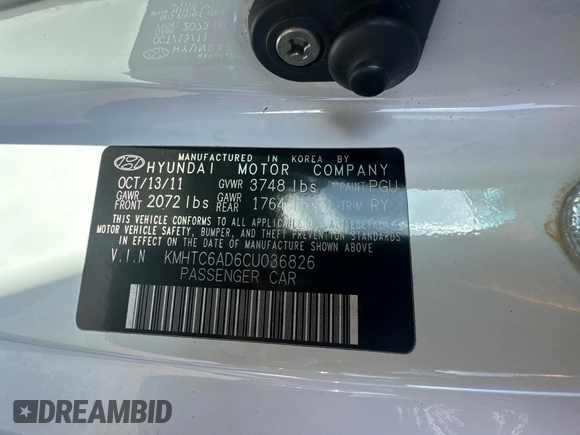 MANUFACTURED IN KOREA BY
HYUNDAI MOTOR COMPANY
OCT/13/11 GVWR 3748 lbs PAINT PGU
GAWR FRONT 2072 lbs GAWR REAR 1764 TRIM RY
THIS VEHICLE CONFORMS TO ALL APPLICABLE
MOTOR VEHICLE SAFETY, BUMPER, AND THEFT PREVENTION STANDARDS
IN EFFECT ON THE DATE OF MANUFACTURE SHOWN ABOVE
V.I.N KMHTC6AD6CU036826
PASSENGER CAR
DREAMBID